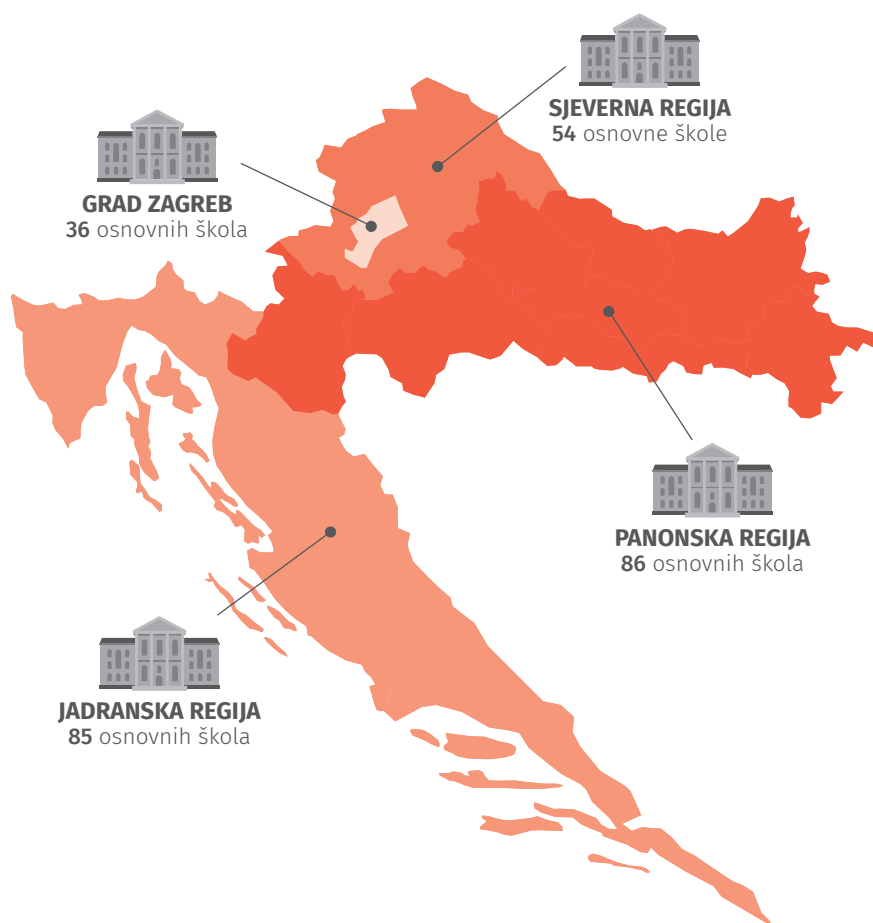 SJEVERNA REGIJA
54 osnovne škole
GRAD ZAGREB
36 osnovnih škola
PANONSKA REGIJA
86 osnovnih škola
JADRANSKA REGIJA
85 osnovnih škola